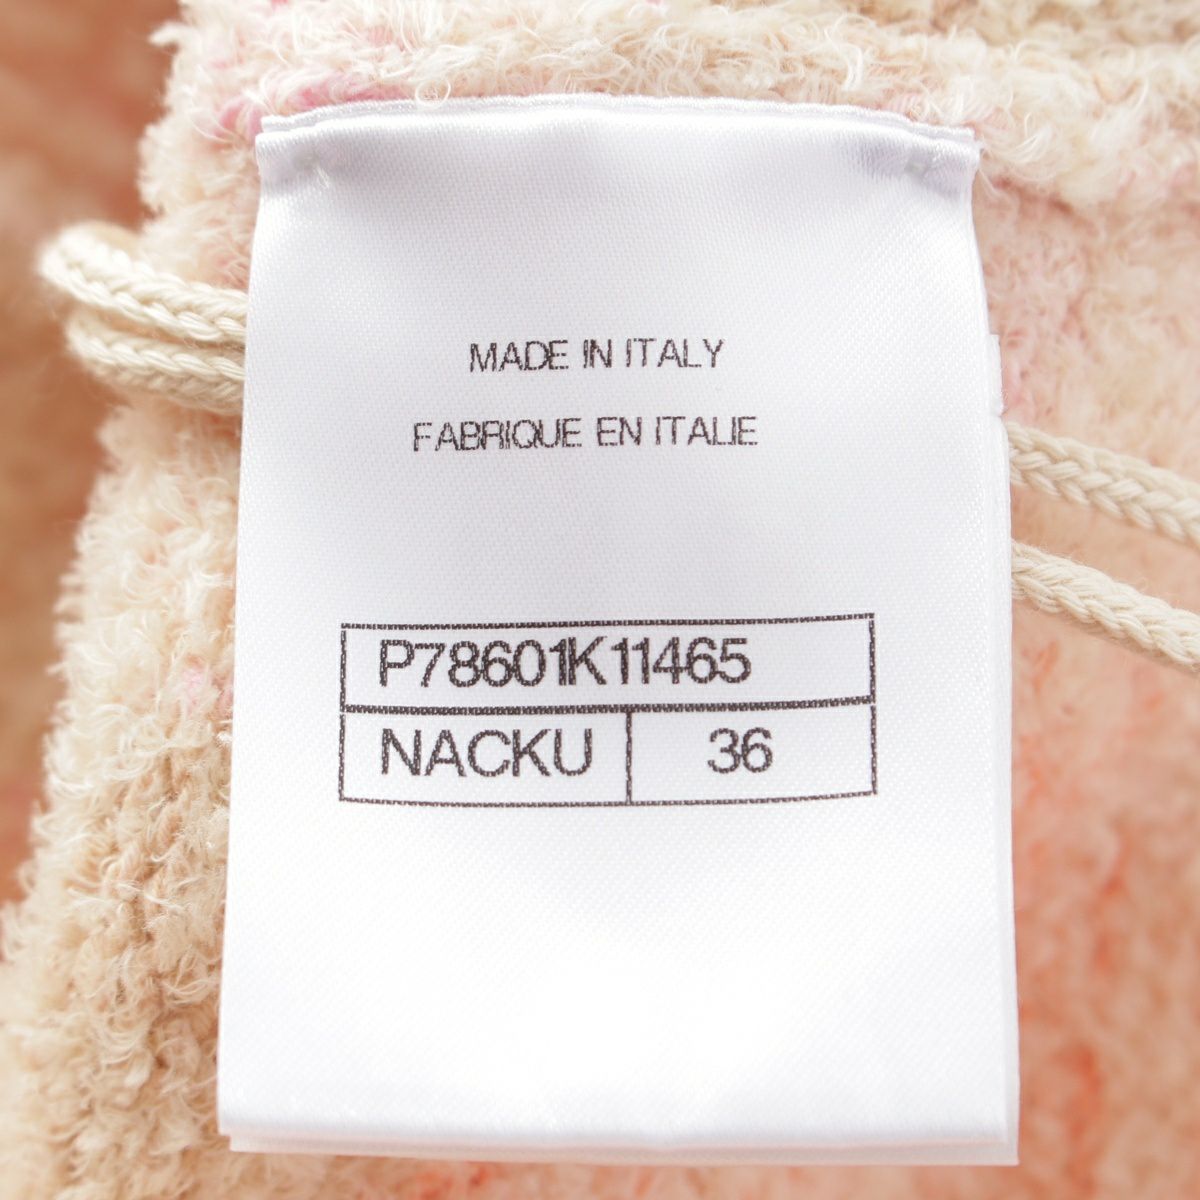 MADE IN ITALY
FABRIQUE EN ITALIE
P78601K11465
NACKU 36